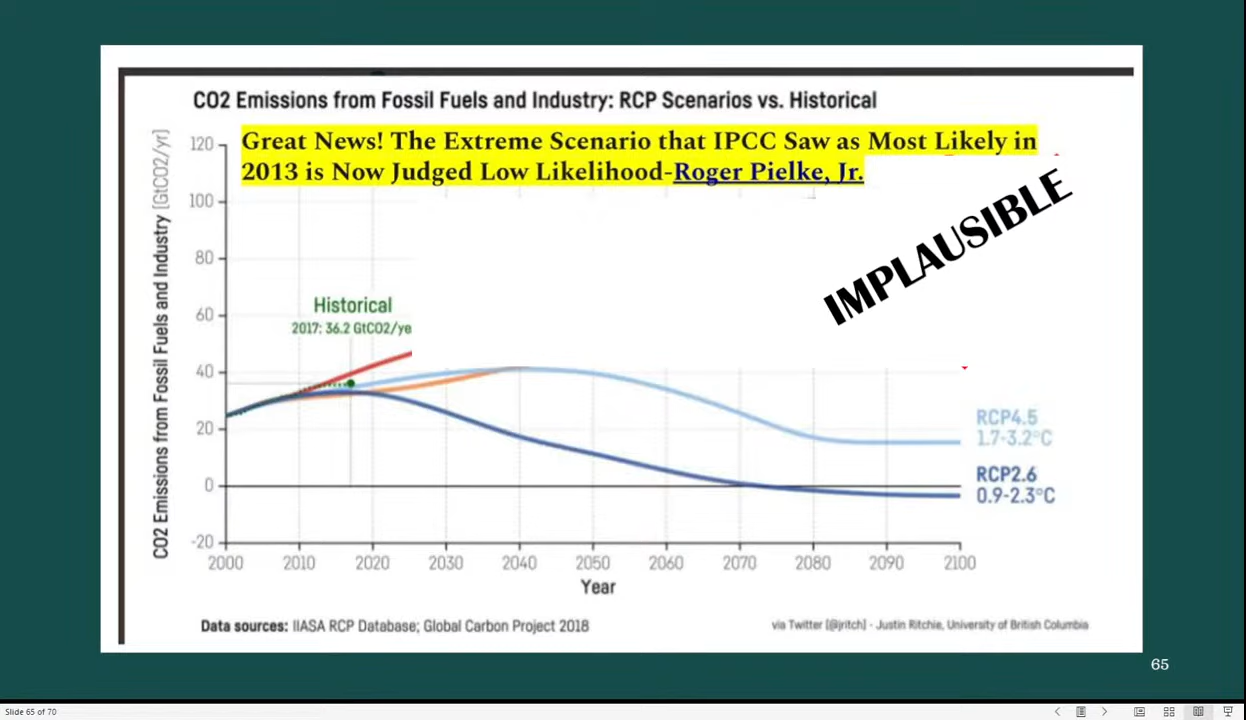 CO2 Emissions from Fossil Fuels and Industry: RCP Scenarios vs. Historical
Great News! The Extreme Scenario that IPCC Saw as Most Likely in
2013 is Now Judged Low Likelihood-Roger Pielke, Jr.
IMPLAUSIBLE
CO2 Emissions from Fossil Fuels and Industry [GtCO2/yr]
120
100
80
60
40
20
0
-20
Historical
2017: 36.2 GtCO2/ye
RCP4.5
1.7-3.2°C
RCP2.6
0.9-2.3°C
2000 2010 2020 2030 2040 2050 2060 2070 2080 2090 2100
Year
Data sources: IIASA RCP Database; Global Carbon Project 2018
via Twitter [@jritch] - Justin Ritchie, University of British Columbia
65
Slide 65 of 70